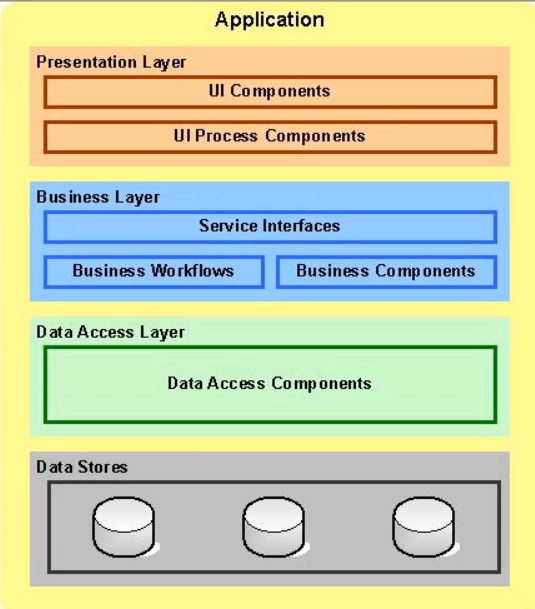 Application
Presentation Layer
UI Components
UI Process Components
Business Layer
Service Interfaces
Business Workflows
Business Components
Data Access Layer
Data Access Components
Data Stores